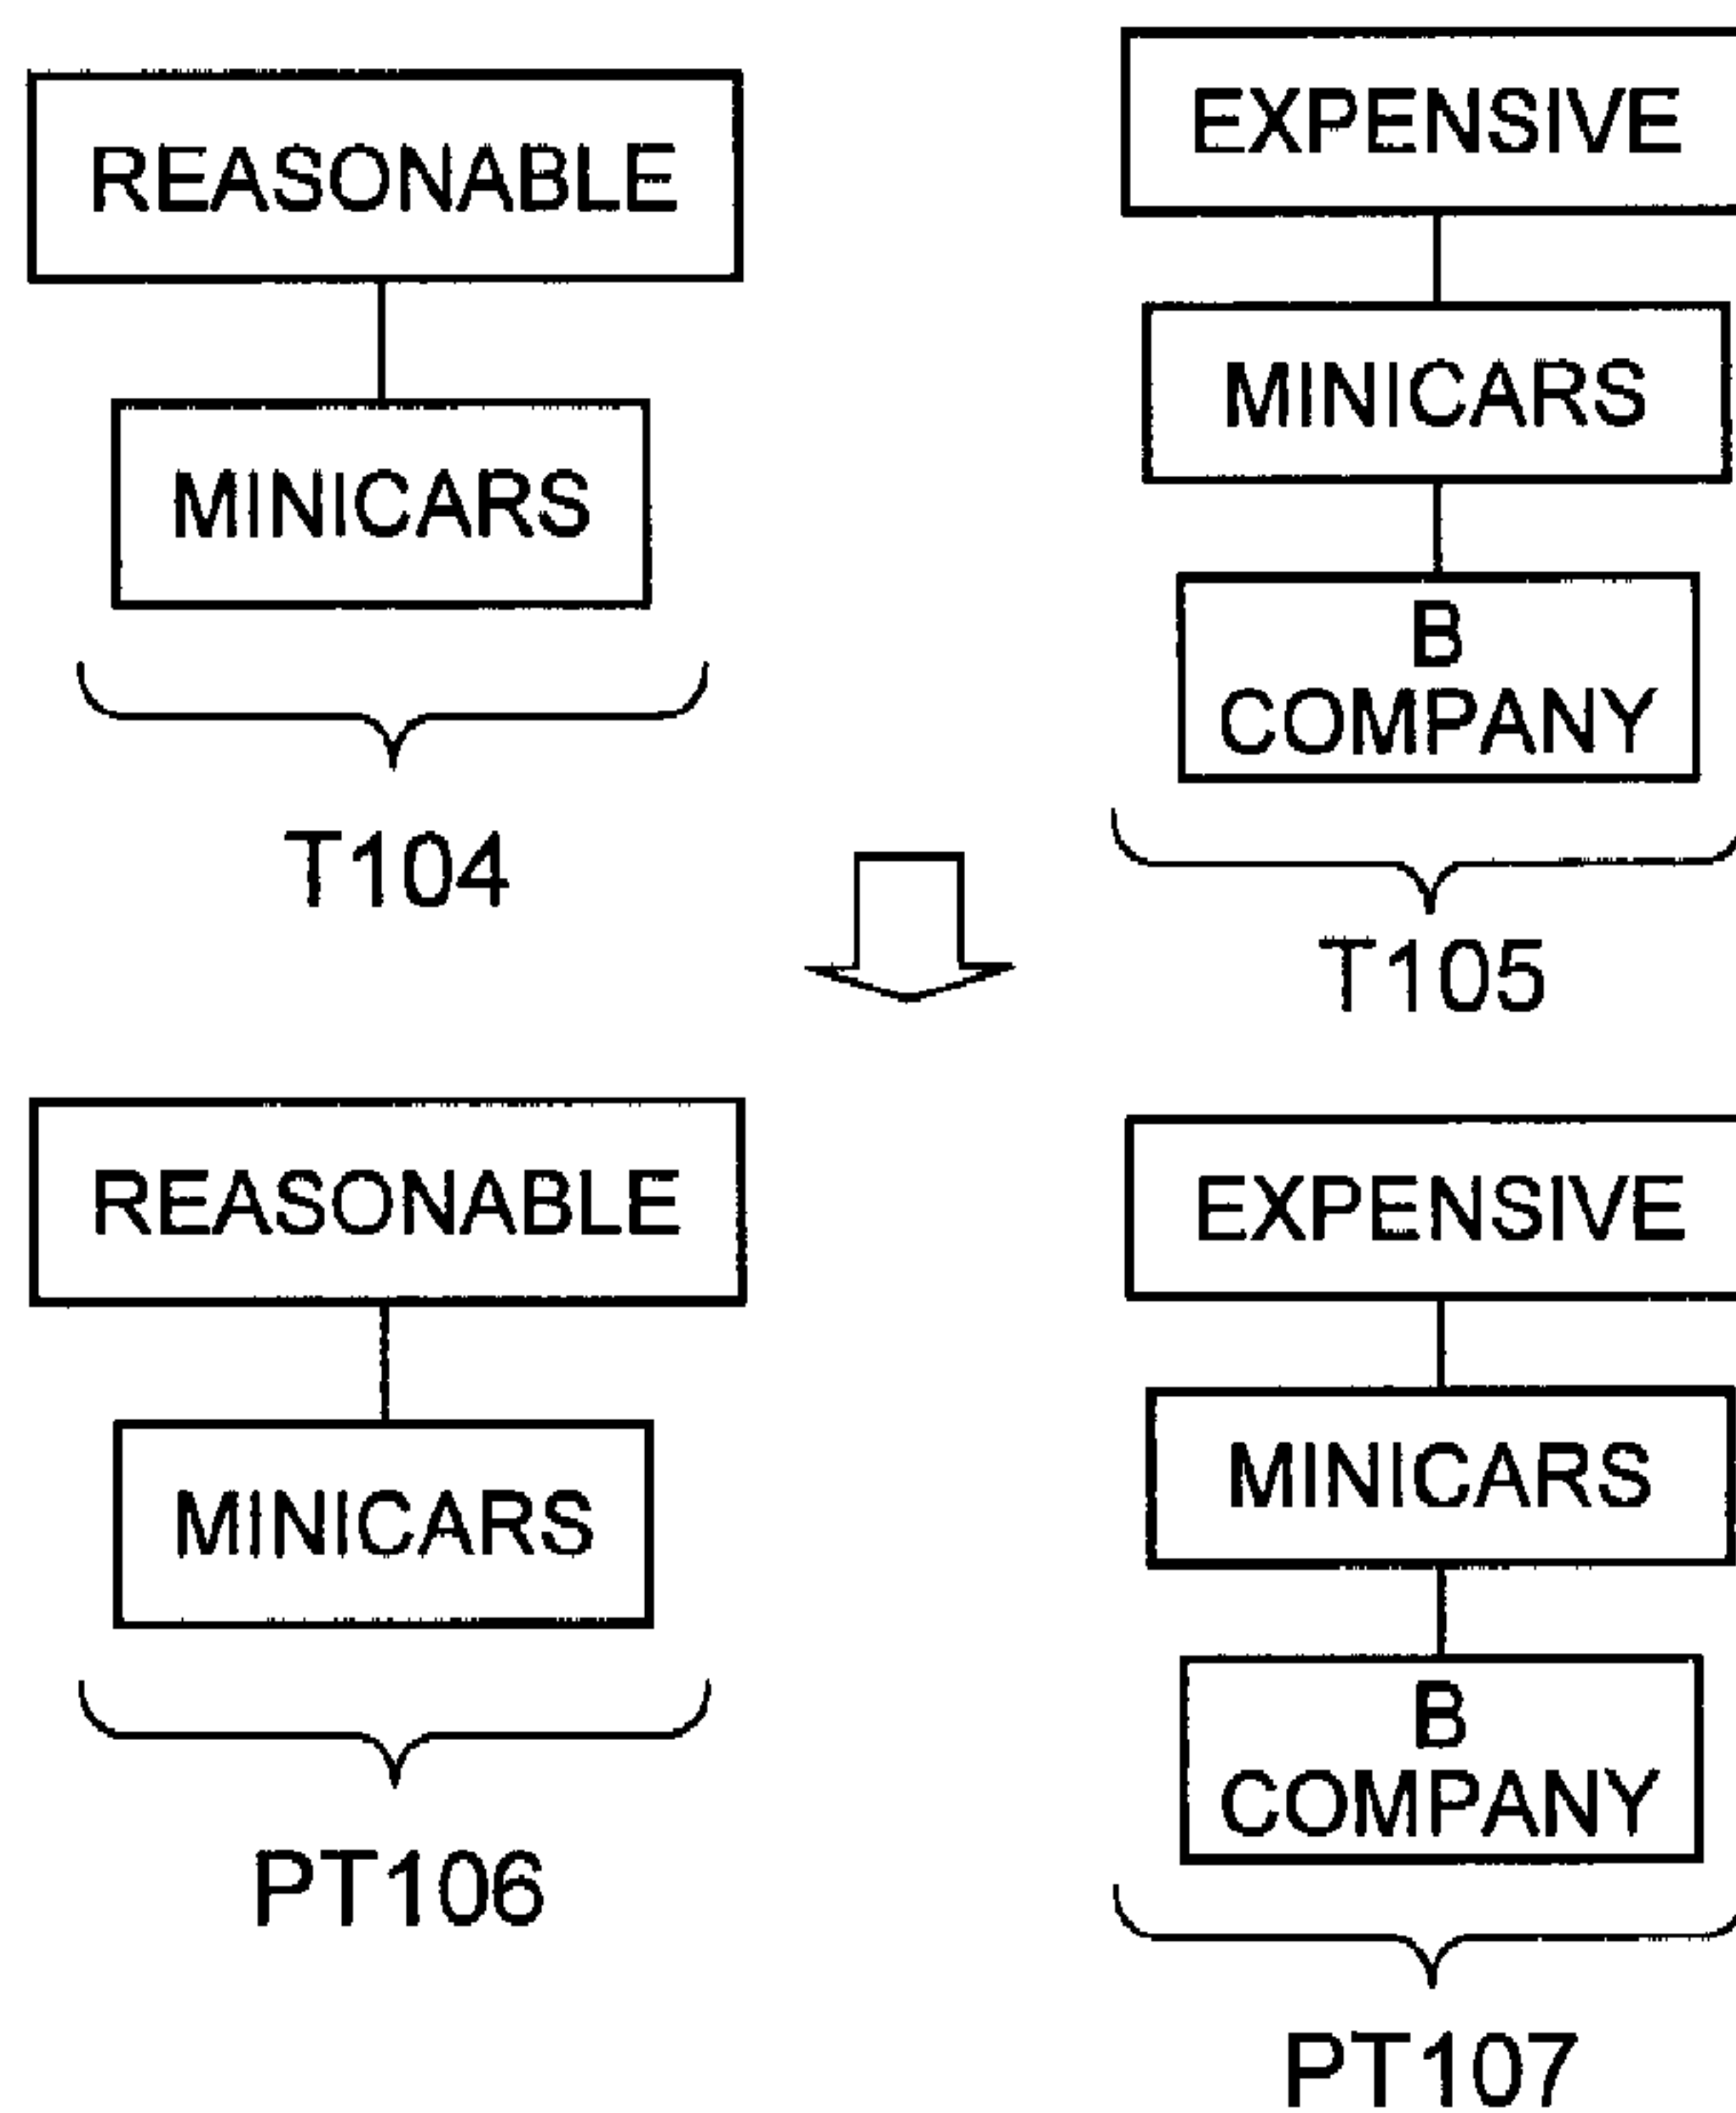 REASONABLE
MINICARS
T104
EXPENSIVE
MINICARS
B
COMPANY
T105
REASONABLE
MINICARS
PT106
EXPENSIVE
MINICARS
B
COMPANY
PT107